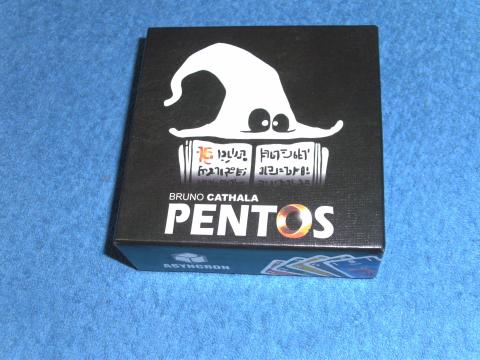 BRUNO CATHALA
PENTOS
ASYNCRON